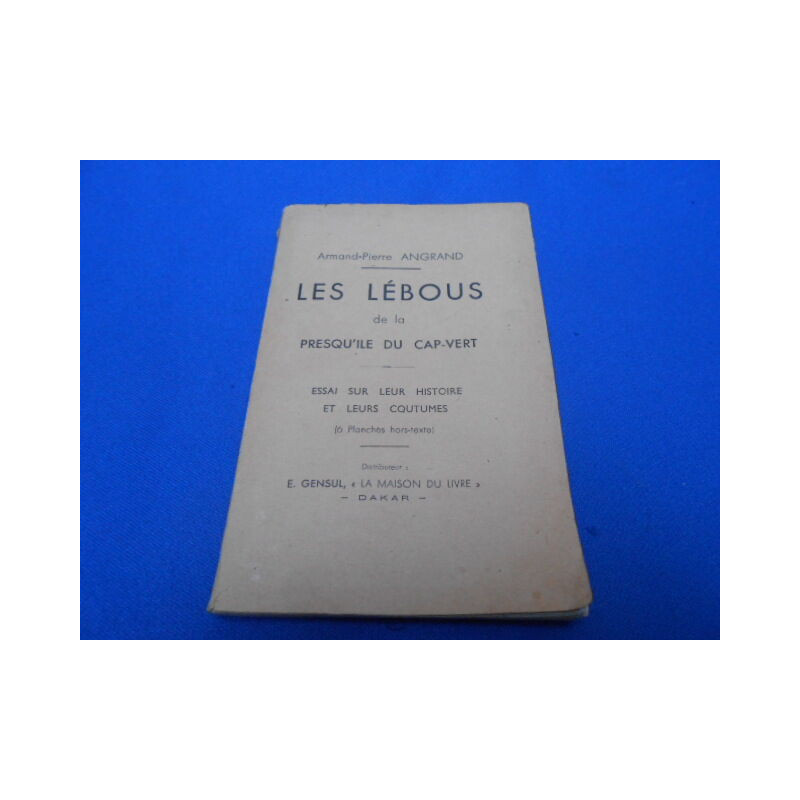 Armand-Pierre ANGRAND
LES LÉBOUS
de la
PRESQU'ILE DU CAP-VERT
ESSAI SUR LEUR HISTOIRE
ET LEURS COUTUMES
(6 Planches hors-texte)
Distributeur :
E. GENSUL, « LA MAISON DU LIVRE »
– DAKAR –